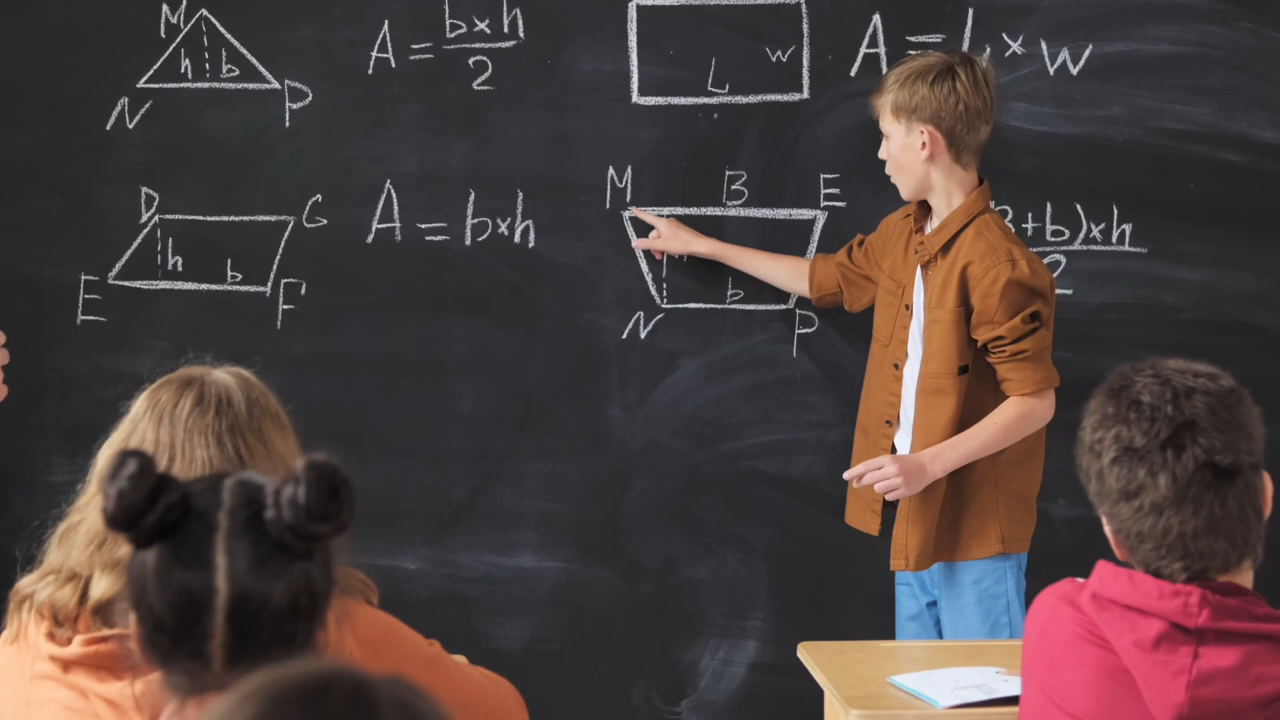 M
h b
N P
A = b×h
2
w
L
A = L × w
D G
h
b
E F
A = b×h
M B E
b
N P
+b)×h
2